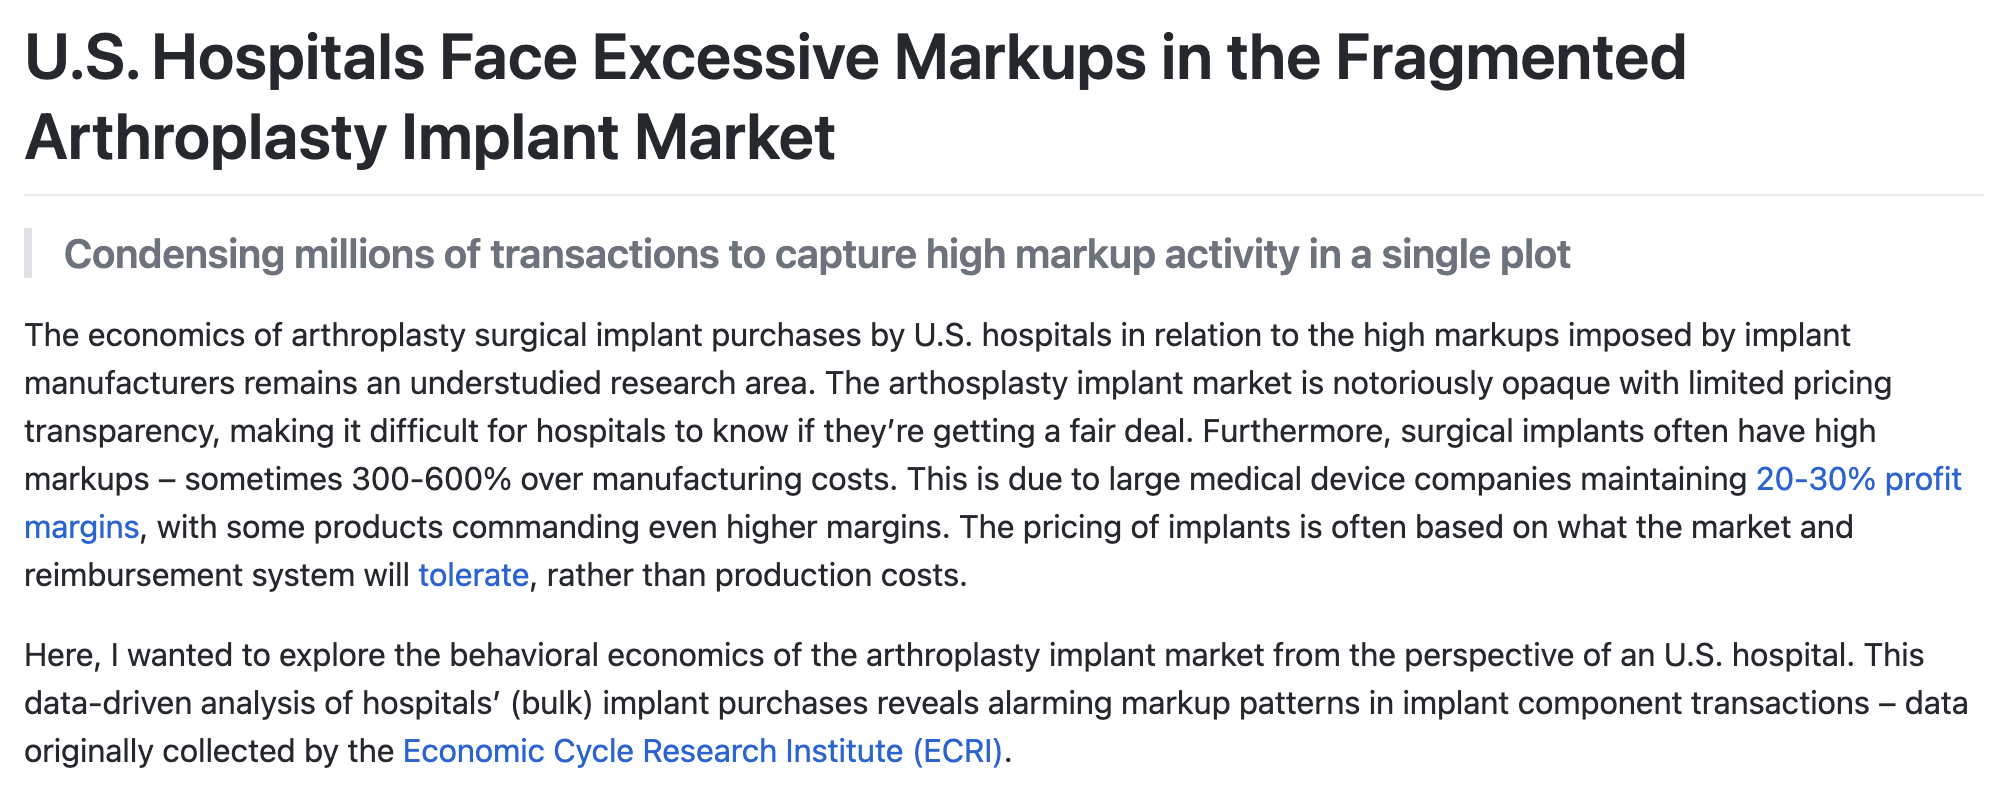 U.S. Hospitals Face Excessive Markups in the Fragmented
Arthroplasty Implant Market
Condensing millions of transactions to capture high markup activity in a single plot
The economics of arthroplasty surgical implant purchases by U.S. hospitals in relation to the high markups imposed by implant
manufacturers remains an understudied research area. The arthosplasty implant market is notoriously opaque with limited pricing
transparency, making it difficult for hospitals to know if they’re getting a fair deal. Furthermore, surgical implants often have high
markups – sometimes 300-600% over manufacturing costs. This is due to large medical device companies maintaining 20-30% profit
margins, with some products commanding even higher margins. The pricing of implants is often based on what the market and
reimbursement system will tolerate, rather than production costs.
Here, I wanted to explore the behavioral economics of the arthroplasty implant market from the perspective of an U.S. hospital. This
data-driven analysis of hospitals’ (bulk) implant purchases reveals alarming markup patterns in implant component transactions – data
originally collected by the Economic Cycle Research Institute (ECRI).